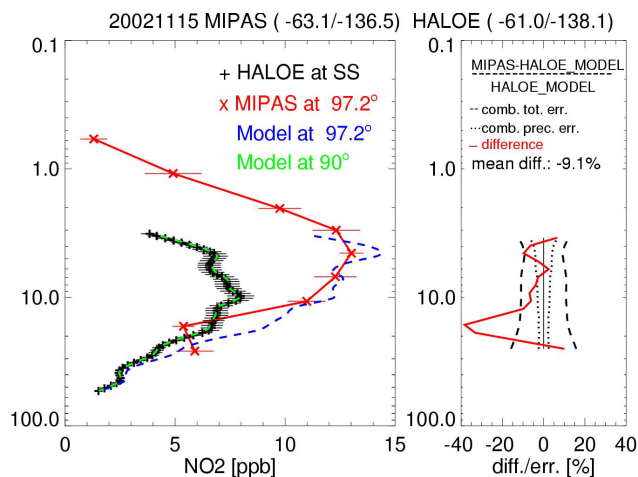 20021115 MIPAS ( -63.1/-136.5) HALOE ( -61.0/-138.1)
0.1
1.0
10.0
100.0
+ HALOE at SS
x MIPAS at 97.2°
Model at 97.2°
Model at 90°
0 5 10 15
NO2 [ppb]
0.1
1.0
10.0
100.0
MIPAS-HALOE_MODEL
HALOE_MODEL
comb. tot. err.
comb. prec. err.
difference
mean diff.: -9.1%
-40 -20 0 20 40
diff./err. [%]